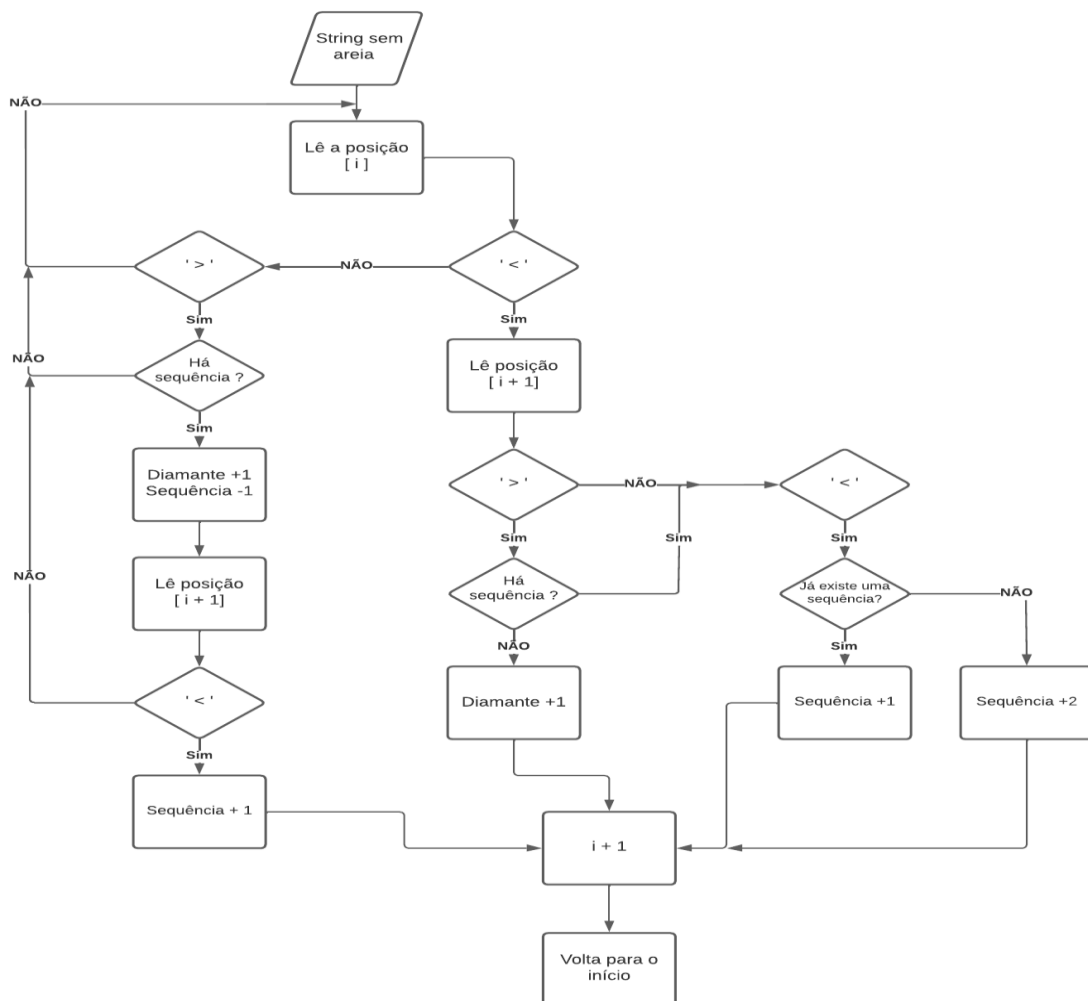 String sem
areia
NÃO
Lê a posição
[ i ]
' > '
NÃO
' < '
Sim
Sim
NÃO
Há
sequência ?
Lê posição
[ i + 1]
Sim
Diamante +1
Sequência -1
' > '
NÃO
' < '
Sim
Sim
Sim
NÃO
Lê posição
[ i + 1]
Há
sequência ?
Já existe uma
sequência?
NÃO
NÃO
Sim
' < '
Diamante +1
Sequência +1
Sequência +2
Sim
Sequência + 1
i + 1
Volta para o
início